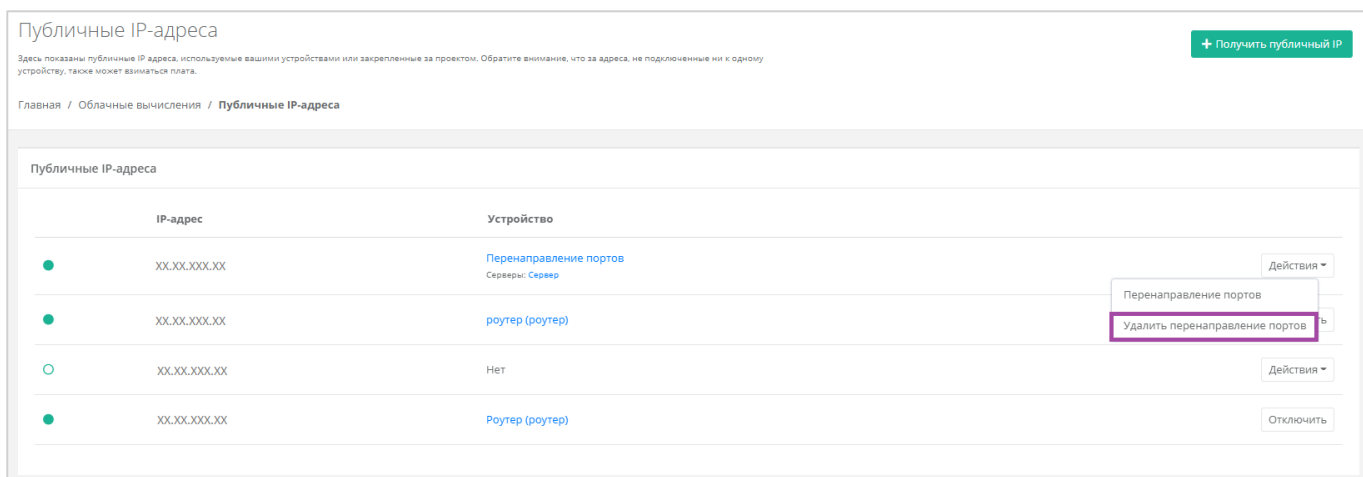 Публичные IP-адреса
+ Получить публичный IP
Здесь показаны публичные IP адреса, используемые вашими устройствами или закрепленные за проектом. Обратите внимание, что за адреса, не подключенные ни к одному
устройству, также может взиматься плата.
Главная / Облачные вычисления / Публичные IP-адреса
Публичные IP-адреса
IP-адрес Устройство
XX.XX.XXX.XX Перенаправление портов Действия
Серверы: Сервер
Перенаправление портов
XX.XX.XXX.XX роутер (роутер) ть
Удалить перенаправление портов
XX.XX.XXX.XX Нет Действия
XX.XX.XXX.XX Роутер (роутер) Отключить